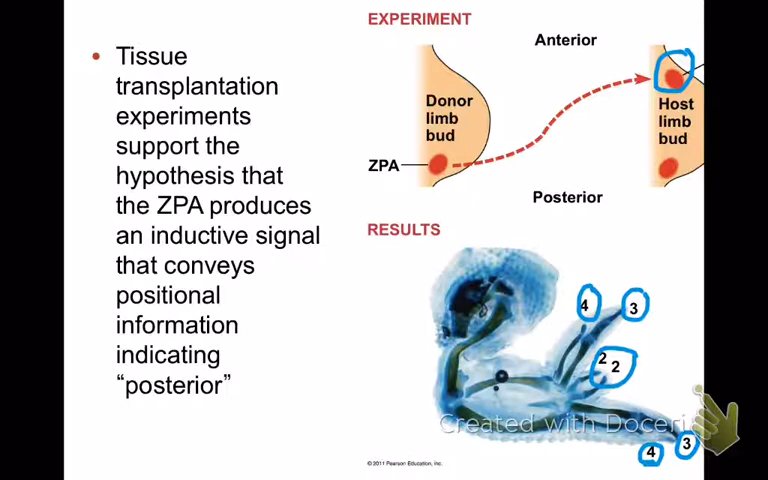 • Tissue
transplantation
experiments
support the
hypothesis that
the ZPA produces
an inductive signal
that conveys
positional
information
indicating
“posterior”
EXPERIMENT
Anterior
Donor
limb
bud
Host
limb
bud
ZPA
Posterior
RESULTS
4
3
2
2
Created with Doceri
4
3
© 2011 Pearson Education, Inc.